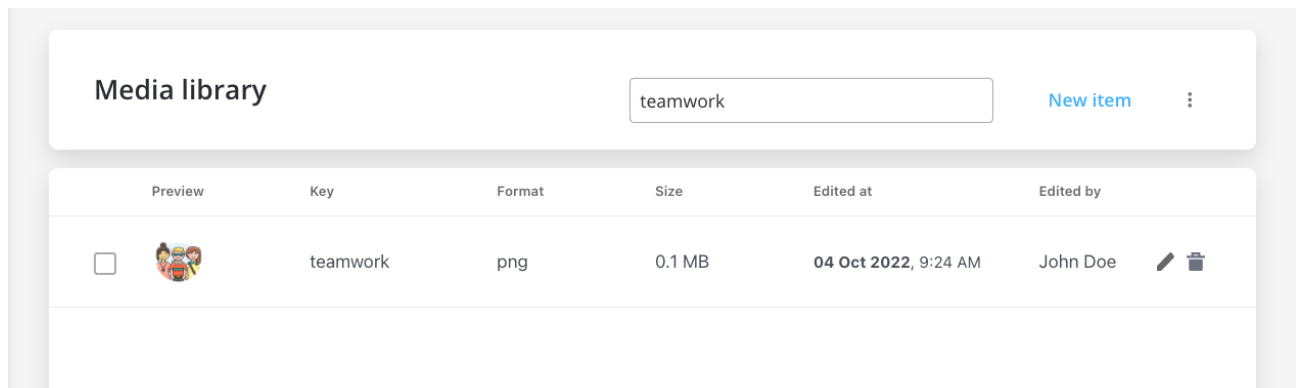 Media library
teamwork
New item
Preview Key Format Size Edited at Edited by
teamwork png 0.1 MB 04 Oct 2022, 9:24 AM John Doe